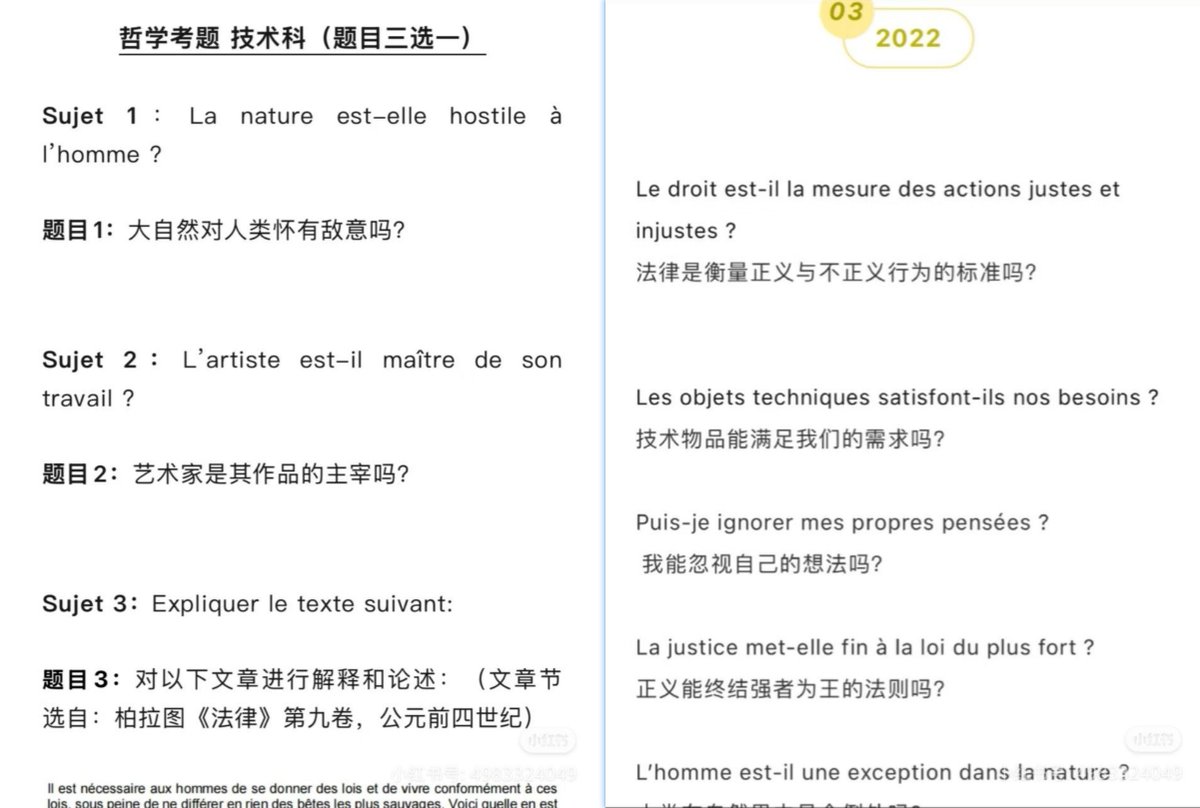 哲学考题 技术科（题目三选一）
Sujet 1 : La nature est-elle hostile à
l'homme ?
题目1：大自然对人类怀有敌意吗？
Sujet 2 : L'artiste est-il maître de son
travail ?
题目2：艺术家是其作品的主宰吗？
Sujet 3: Expliquer le texte suivant:
题目3：对以下文章进行解释和论述：（文章节
选自：柏拉图《法律》第九卷，公元前四世纪）
小红书
Il est nécessaire aux hommes de se donner des lois et de vivre conformément à ces
lois, sous peine de ne différer en rien des bêtes les plus sauvages. Voici quelle en est
03
2022
Le droit est-il la mesure des actions justes et
injustes ?
法律是衡量正义与不正义行为的标准吗？
Les objets techniques satisfont-ils nos besoins ?
技术物品能满足我们的需求吗？
Puis-je ignorer mes propres pensées ?
我能忽视自己的想法吗？
La justice met-elle fin à la loi du plus fort ?
正义能终结强者为王的法则吗？
小红书
L'homme est-il une exception dans la nature ?